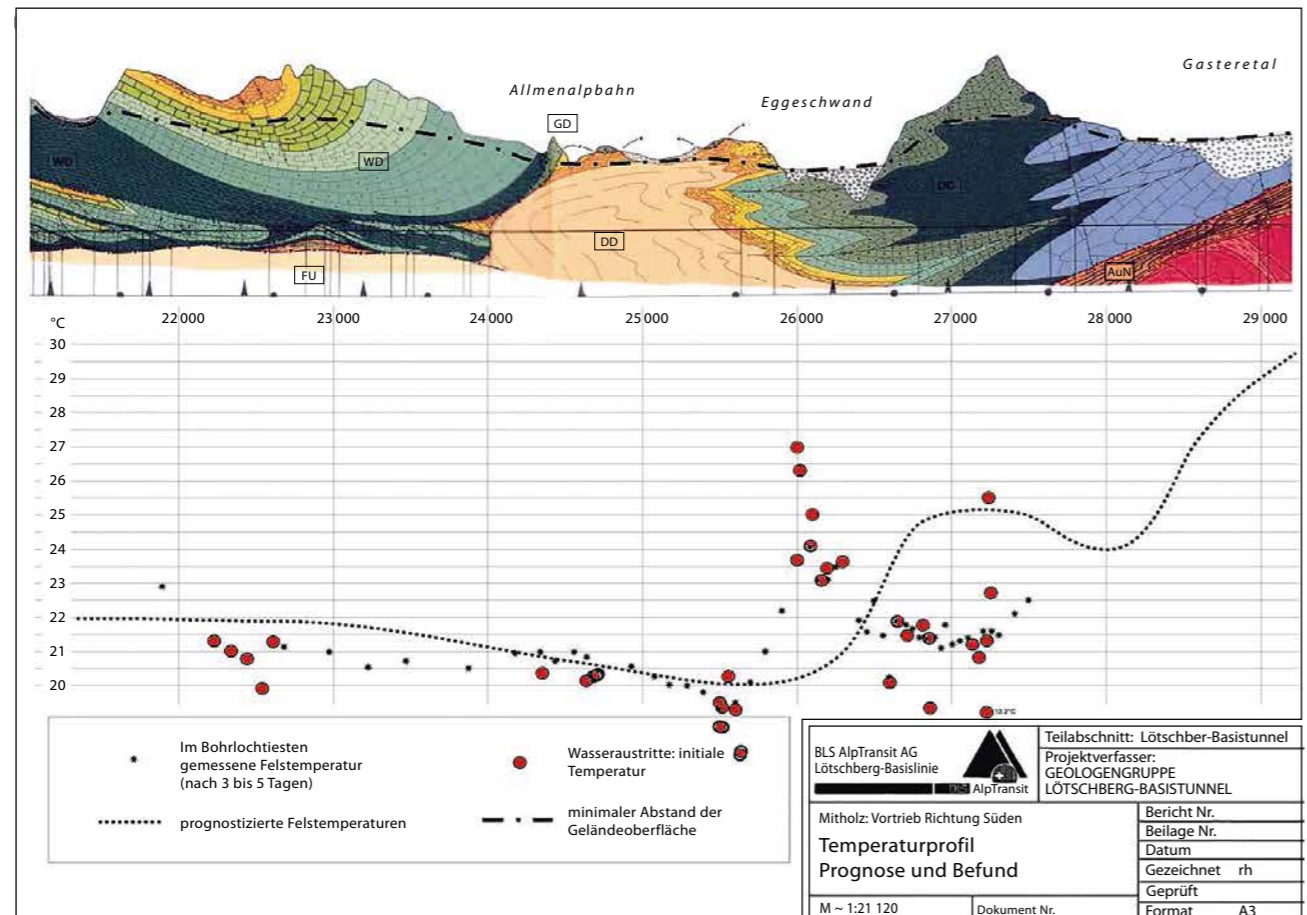 Gasteretal
Allmenalpbahn
Eggeschwand
GD
WD
WD
DG
DD
FU
AuN
°C
22 000
23 000
24 000
25 000
26 000
27 000
28 000
29 000
30
29
28
27
26
25
24
23
22
21
20
Im Bohrlochtiesten
gemessene Felstemperatur
(nach 3 bis 5 Tagen)
Wasseraustritte: initiale
Temperatur
prognostizierte Felstemperaturen
minimaler Abstand der
Geländeoberfläche
BLS AlpTransit AG
Lötschberg-Basislinie
BLS AlpTransit
Teilabschnitt: Lötschber-Basistunnel
Projektverfasser:
GEOLOGENGRUPPE
LÖTSCHBERG-BASISTUNNEL
Mitholz: Vortrieb Richtung Süden
Temperaturprofil
Prognose und Befund
Bericht Nr.
Beilage Nr.
Datum
Gezeichnet rh
Geprüft
Format A3
M ~ 1:21 120
Dokument Nr.